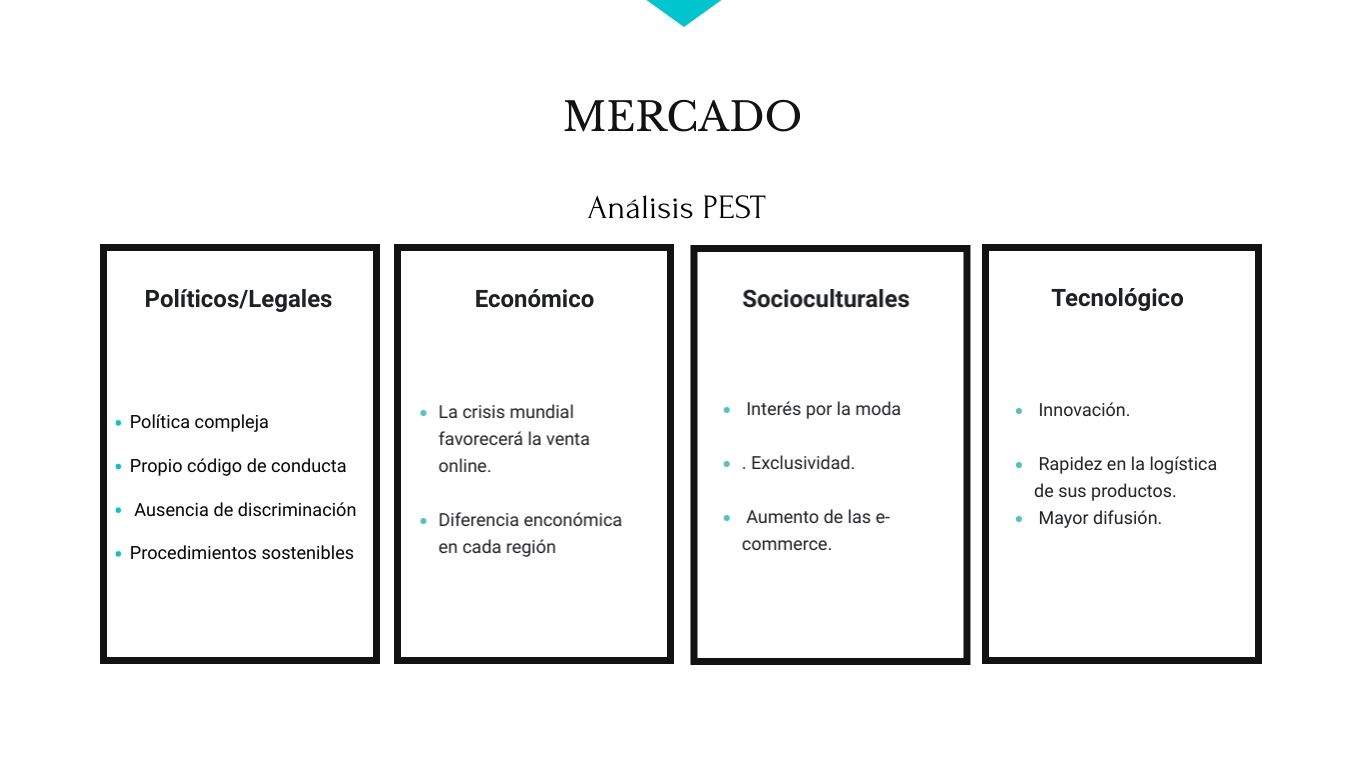 MERCADO
Análisis PEST
Políticos/Legales
• Política compleja
• Propio código de conducta
• Ausencia de discriminación
• Procedimientos sostenibles
Económico
• La crisis mundial
favorecerá la venta
online.
• Diferencia enconómica
en cada región
Socioculturales
• Interés por la moda
• . Exclusividad.
• Aumento de las e-
commerce.
Tecnológico
• Innovación.
• Rapidez en la logística
de sus productos.
• Mayor difusión.